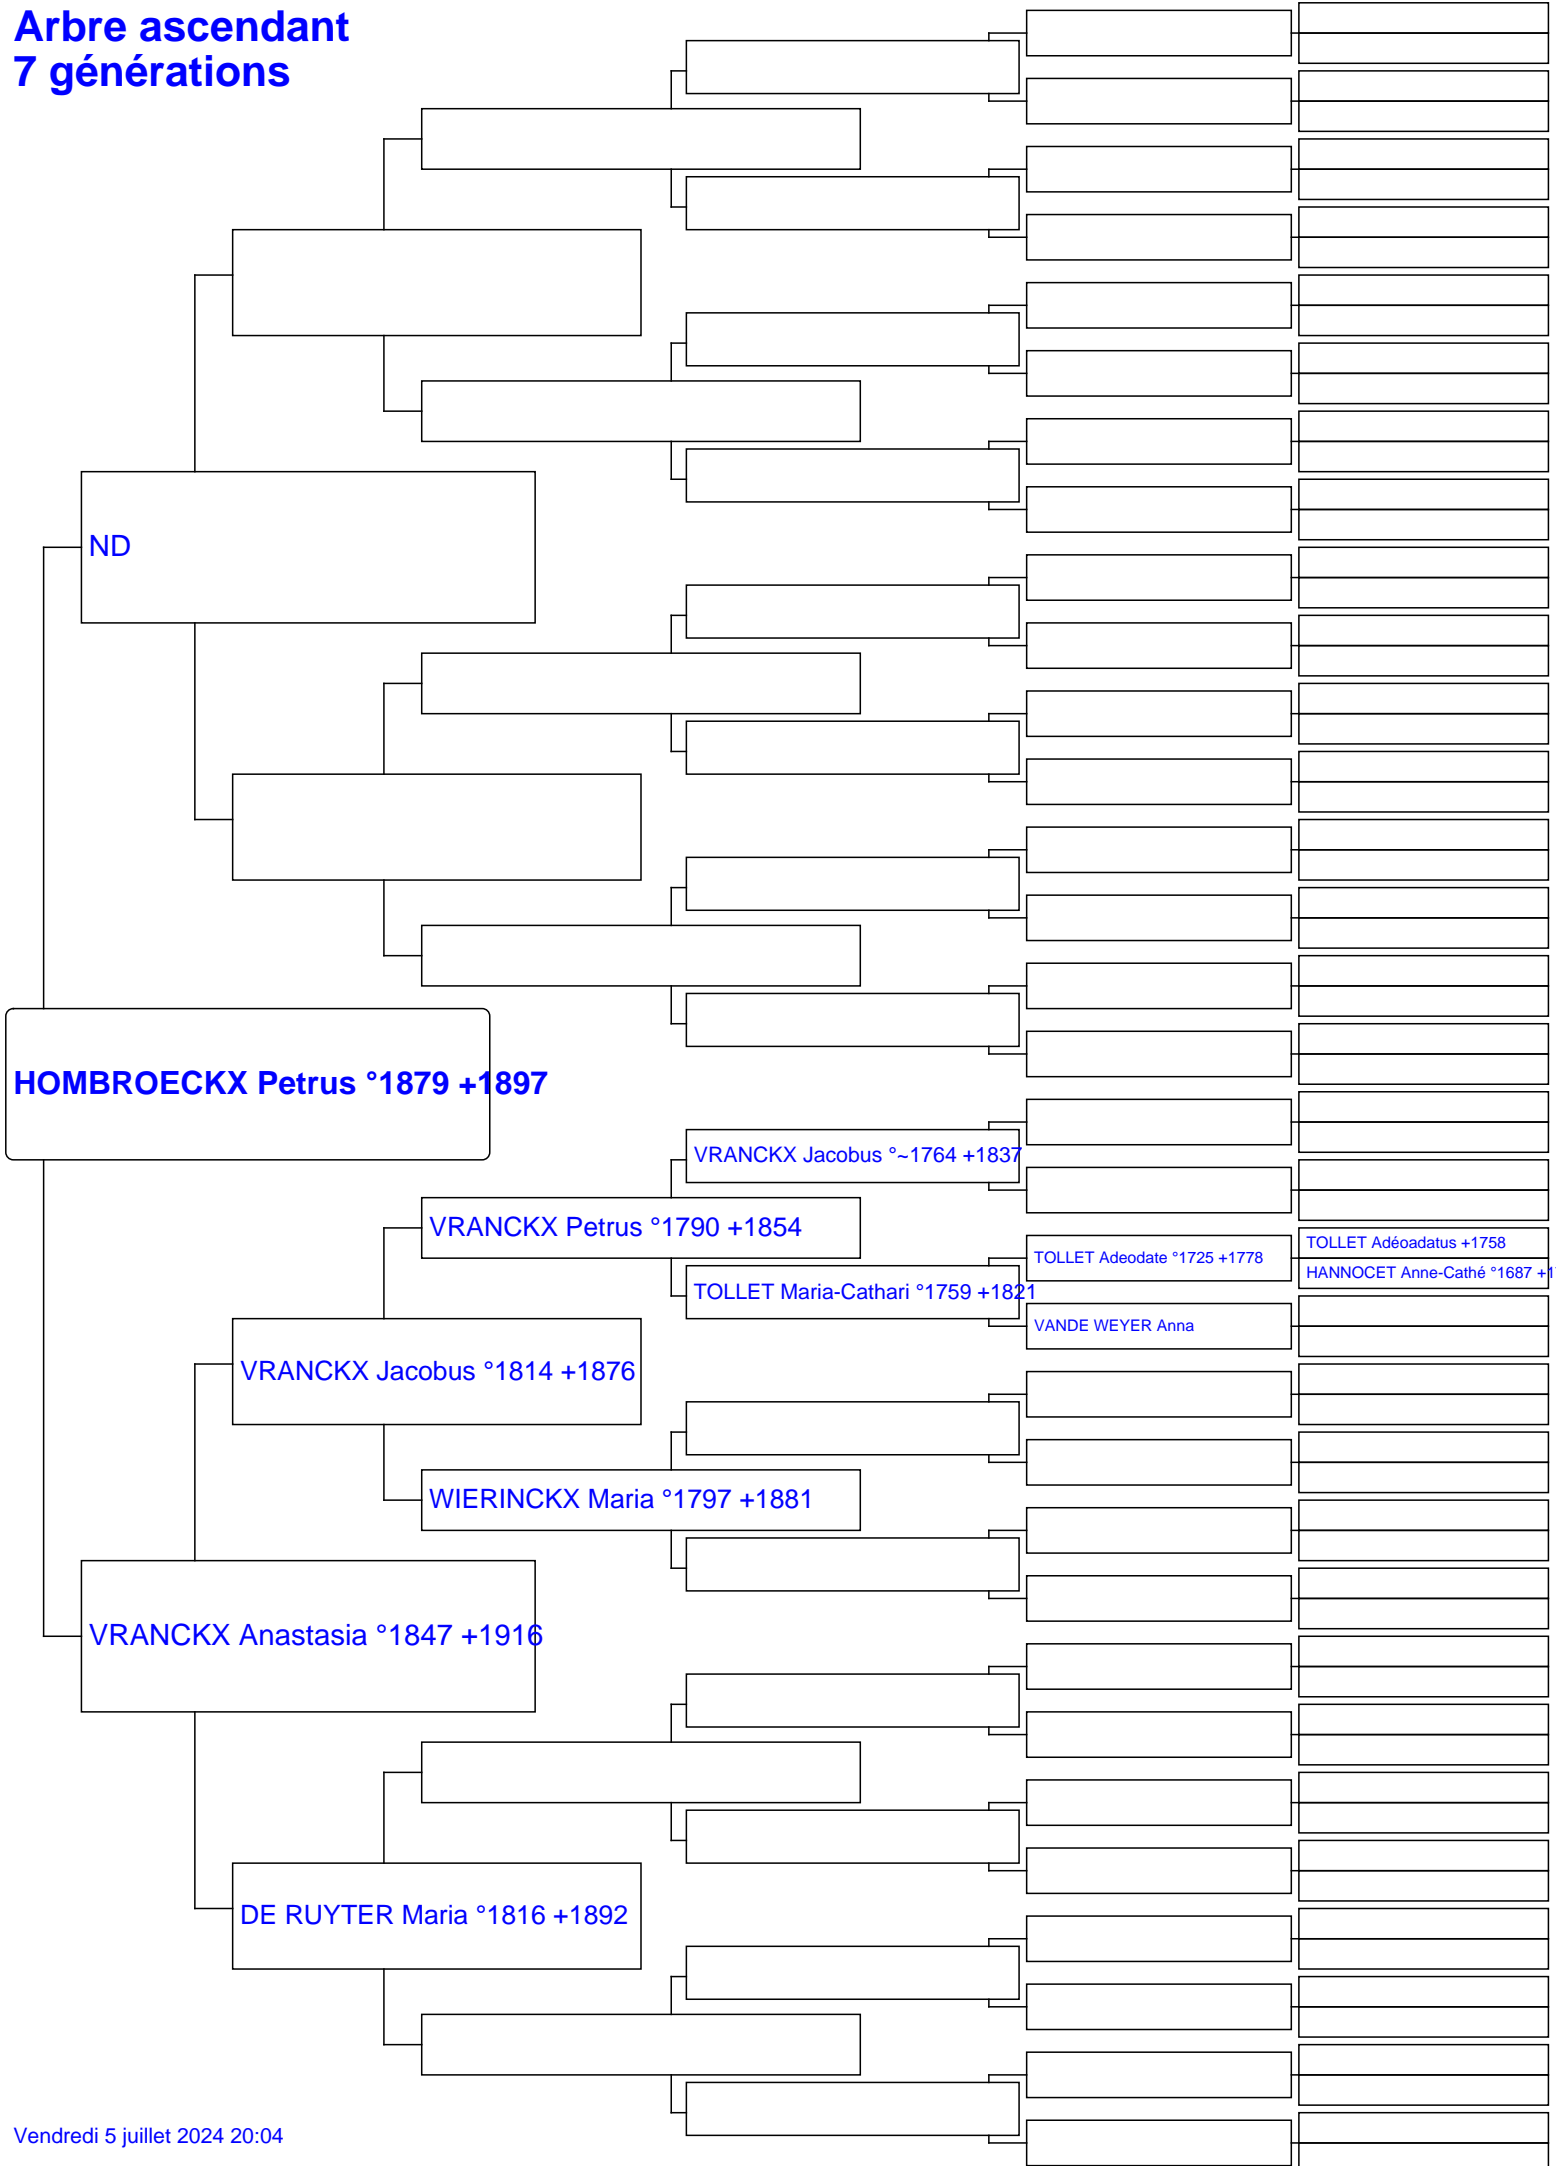 Arbre ascendant
7 générations
ND
HOMBROECKX Petrus °1879 +1897
VRANCKX Jacobus °~1764 +1837
VRANCKX Petrus °1790 +1854
TOLLET Adeodate °1725 +1778
TOLLET Adéoadatus +1758
HANNOCET Anne-Cathé °1687
TOLLET Maria-Cathari °1759 +1821
VANDE WEYER Anna
VRANCKX Jacobus °1814 +1876
WIERINCKX Maria °1797 +1881
VRANCKX Anastasia °1847 +1916
DE RUYTER Maria °1816 +1892
Vendredi 5 juillet 2024 20:04